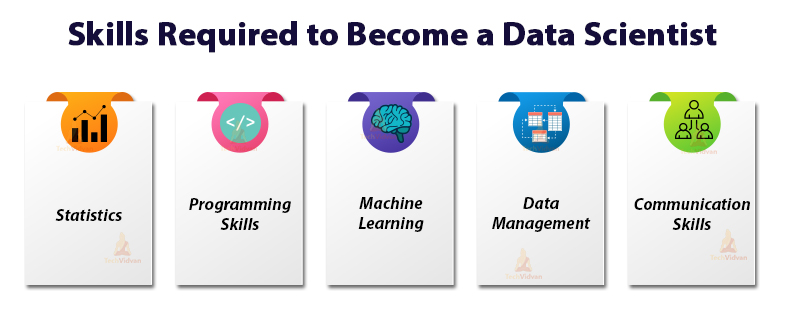 Skills Required to Become a Data Scientist
</>
Statistics
TechVidvan
Programming
Skills
Machine
Learning
Data
Management
TechVidvan
Communication
Skills
TechVidvan